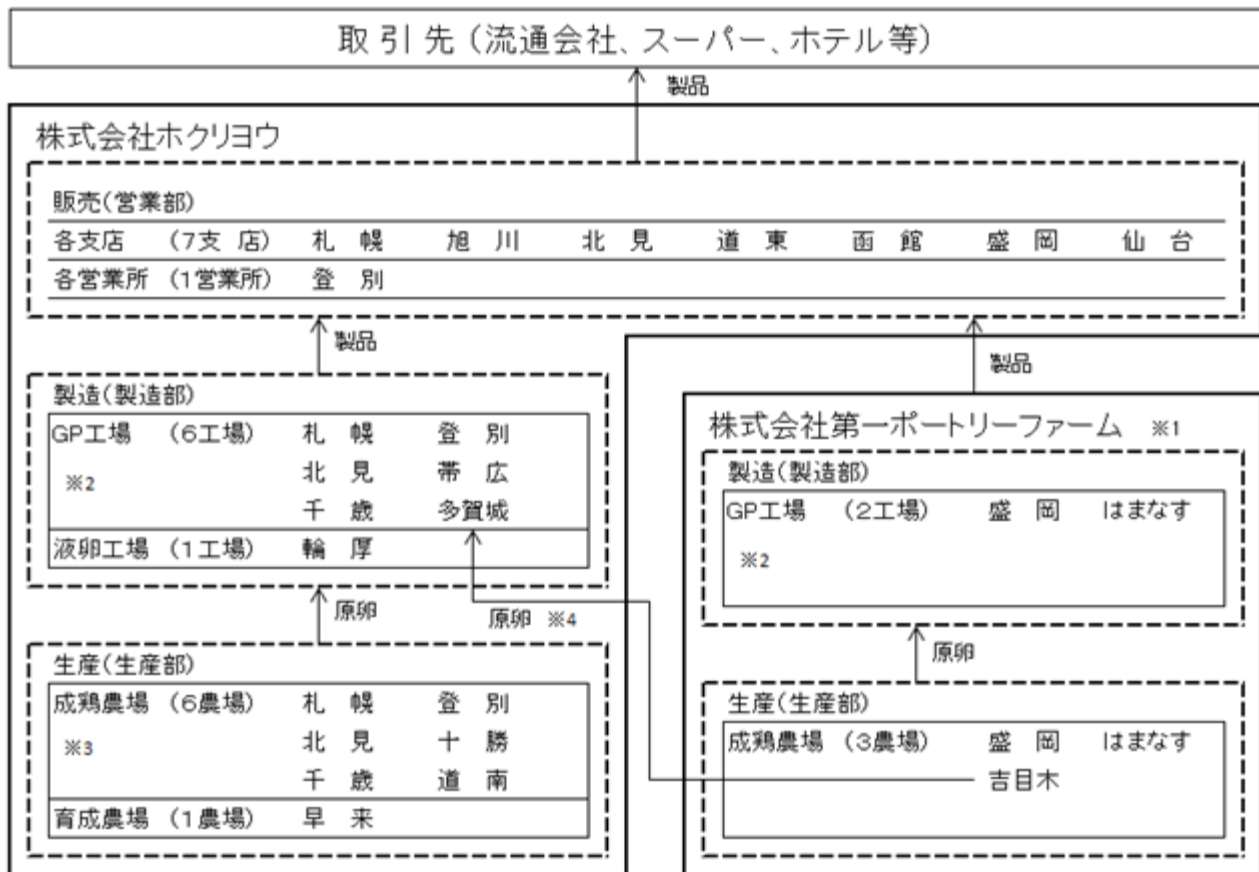 取引先（流通会社、スーパー、ホテル等）
製品
株式会社ホクリヨウ
販売(営業部)
各支店 （7支 店） 札 幌 旭 川 北 見 道 東 函 館 盛 岡 仙 台
各営業所 （1営業所） 登 別
製品
製品
製造(製造部)
GP工場 （6工場） 札 幌 登 別
※2 北 見 帯 広
千 歳 多賀城
液卵工場 （1工場） 輪 厚
原卵
原卵 ※4
生産(生産部)
成鶏農場 （6農場） 札 幌 登 別
※3 北 見 十 勝
千 歳 道 南
育成農場 （1農場） 早 来
株式会社第一ポートリーファーム ※1
製造(製造部)
GP工場 （2工場） 盛 岡 はまなす
※2
原卵
生産(生産部)
成鶏農場 （3農場） 盛 岡 はまなす
吉目木